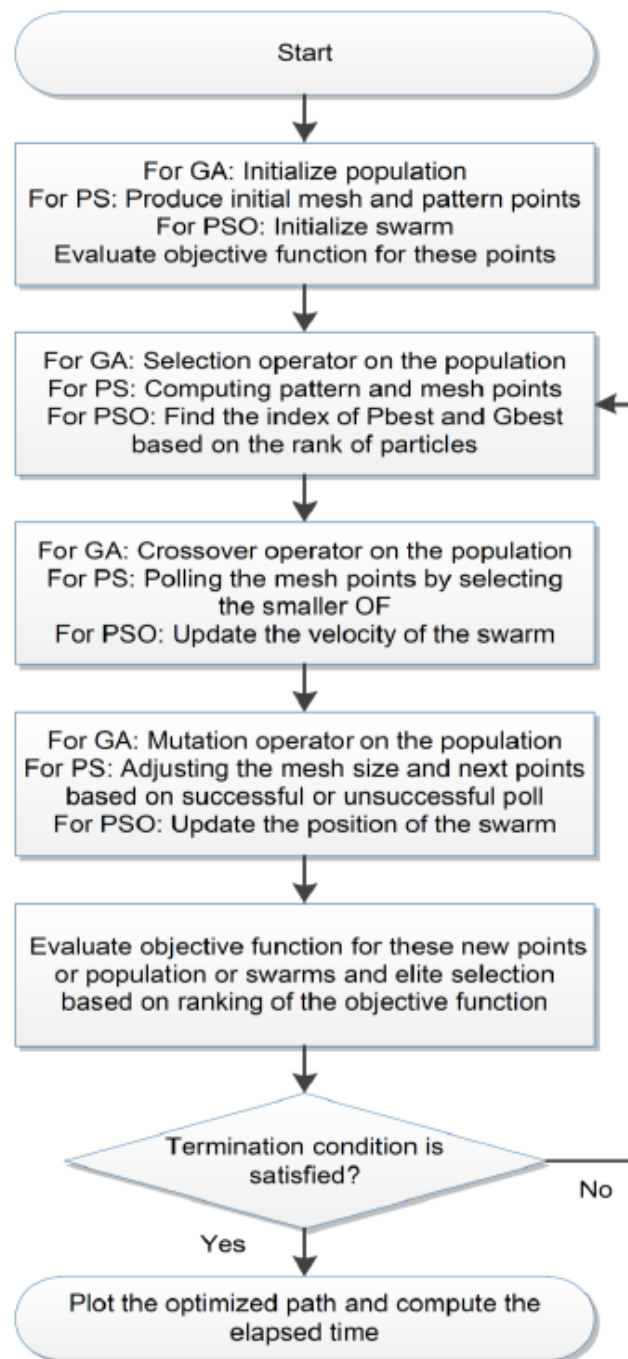 Start
For GA: Initialize population
For PS: Produce initial mesh and pattern points
For PSO: Initialize swarm
Evaluate objective function for these points
For GA: Selection operator on the population
For PS: Computing pattern and mesh points
For PSO: Find the index of Pbest and Gbest
based on the rank of particles
For GA: Crossover operator on the population
For PS: Polling the mesh points by selecting
the smaller OF
For PSO: Update the velocity of the swarm
For GA: Mutation operator on the population
For PS: Adjusting the mesh size and next points
based on successful or unsuccessful poll
For PSO: Update the position of the swarm
Evaluate objective function for these new points
or population or swarms and elite selection
based on ranking of the objective function
Termination condition is
satisfied?
No
Yes
Plot the optimized path and compute the
elapsed time